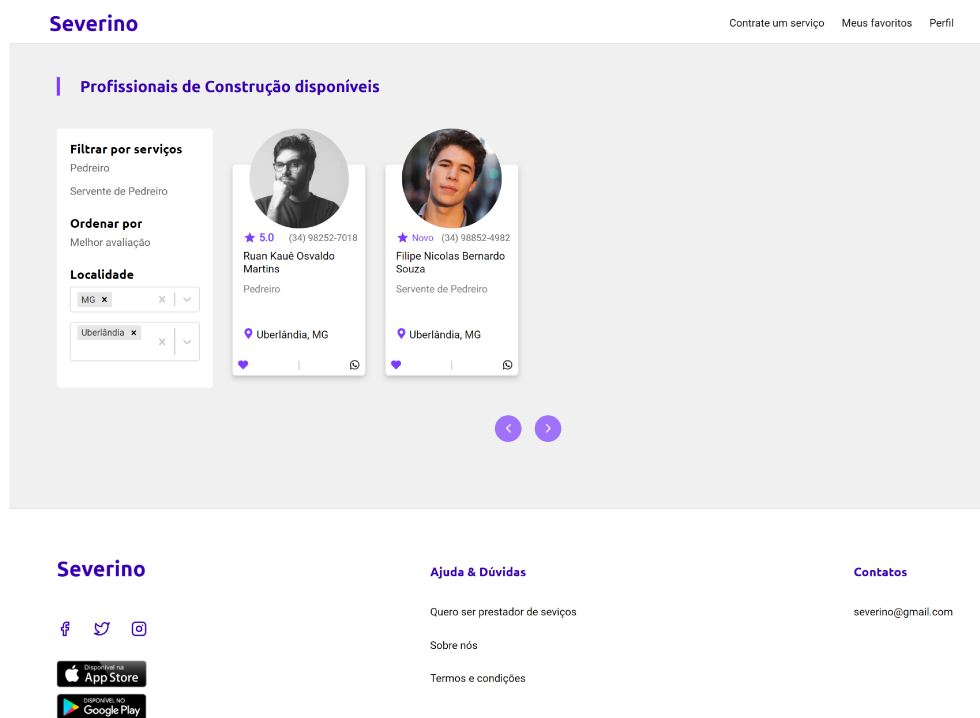 Severino
Contrate um serviço
Meus favoritos
Perfil
Profissionais de Construção disponíveis
Filtrar por serviços
Pedreiro
Servente de Pedreiro
Ordenar por
Melhor avaliação
Localidade
MG
Uberlândia
5.0 (34) 98252-7018
Ruan Kauê Osvaldo
Martins
Pedreiro
Uberlândia, MG
Novo (34) 98852-4982
Filipe Nicolas Bernardo
Souza
Servente de Pedreiro
Uberlândia, MG
Severino
Disponível na
App Store
DISPONÍVEL NO
Google Play
Ajuda & Dúvidas
Quero ser prestador de seviços
Sobre nós
Termos e condições
Contatos
severino@gmail.com